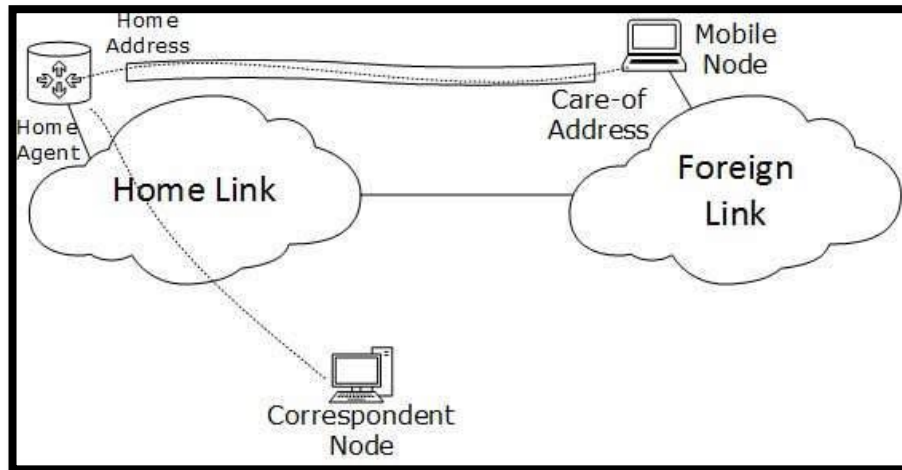 Home
Address
Mobile
Node
Home
Agent
Care-of
Address
Home Link
Foreign
Link
Correspondent
Node